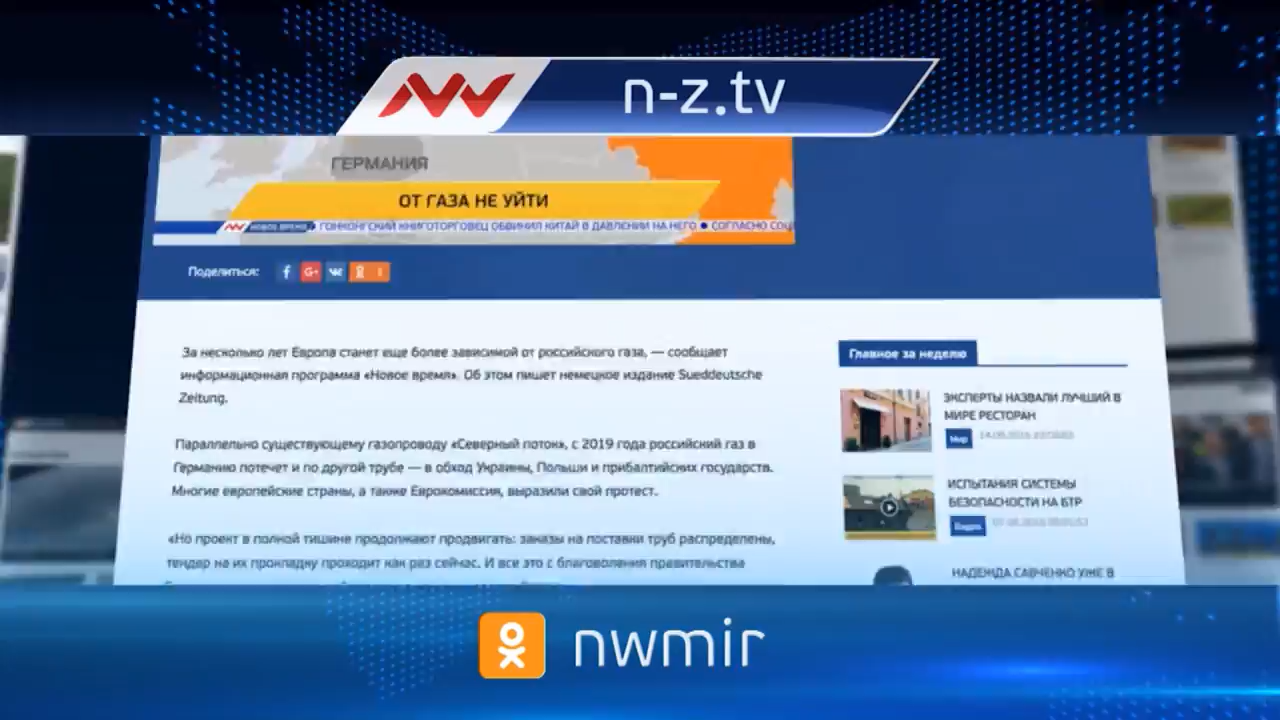 n-z.tv
ГЕРМАНИЯ
ОТ ГАЗА НЕ УЙТИ
НОВОЕ ВРЕМЯ ГОНКОНГСКИЙ КНИГОТОРГОВЕЦ ОБВИНИЛ КИТАЙ В ДАВЛЕНИИ НА НЕГО ● СОГЛАСНО
Поделиться:
За несколько лет Европа станет еще более зависимой от российского газа, — сообщает
информационная программа «Новое время». Об этом пишет немецкое издание Sueddeutsche
Zeitung.
Параллельно существующему газопроводу «Северный поток», с 2019 года российский газ в
Германию потечет и по другой трубе — в обход Украины, Польши и прибалтийских государств.
Многие европейские страны, а также Еврокомиссия, выразили свой протест.
«Но проект в полной тишине продолжают продвигать: заказы на поставки труб распределены,
тендер на их прокладку проходит как раз сейчас. И все это с благоволения правительства
Главное за неделю
ЭКСПЕРТЫ НАЗВАЛИ ЛУЧШИЙ В
МИРЕ РЕСТОРАН
Мир
ИСПЫТАНИЯ СИСТЕМЫ
БЕЗОПАСНОСТИ НА БТР
Видео
НАДЕЖДА САВЧЕНКО УЖЕ В
nwmir